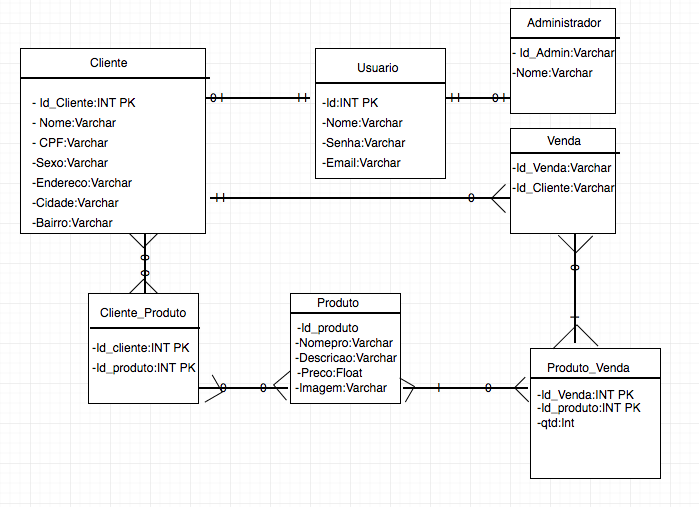 Administrador
- Id_Admin:Varchar
-Nome:Varchar
Cliente
- Id_Cliente:INT PK
- Nome:Varchar
- CPF:Varchar
-Sexo:Varchar
-Endereco:Varchar
-Cidade:Varchar
-Bairro:Varchar
Usuario
-Id:INT PK
-Nome:Varchar
-Senha:Varchar
-Email:Varchar
Venda
-Id_Venda:Varchar
-Id_Cliente:Varchar
Cliente_Produto
-Id_cliente:INT PK
-Id_produto:INT PK
Produto
-Id_produto
-Nomepro:Varchar
-Descricao:Varchar
-Preco:Float
-Imagem:Varchar
Produto_Venda
-Id_Venda:INT PK
-Id_produto:INT PK
-qtd:Int